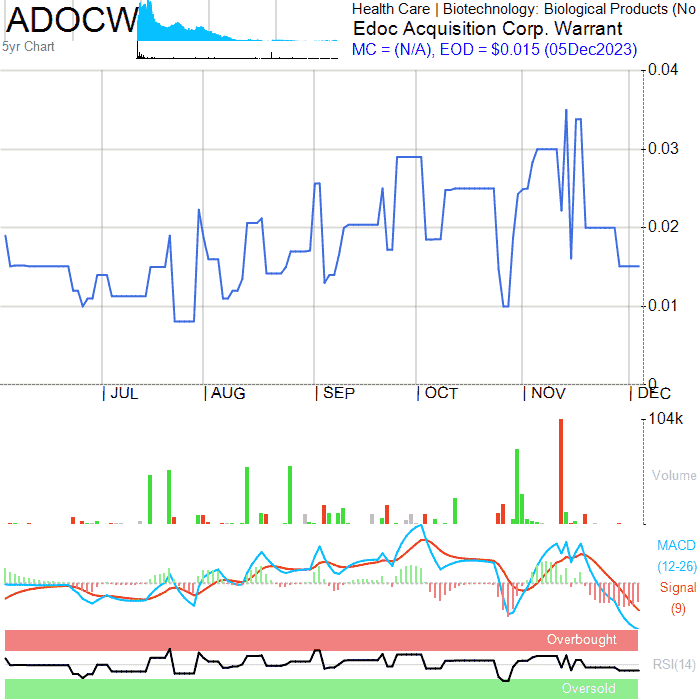 ADOCW
Health Care | Biotechnology: Biological Products (No
Edoc Acquisition Corp. Warrant
5yr Chart
MC = (N/A), EOD = $0.015 (05Dec2023)
0.04
0.03
0.02
0.01
0
| JUL | AUG | SEP | OCT | NOV | DEC
104k
Volume
MACD
(12-26)
Signal
(9)
Overbought
RSI(14)
Oversold